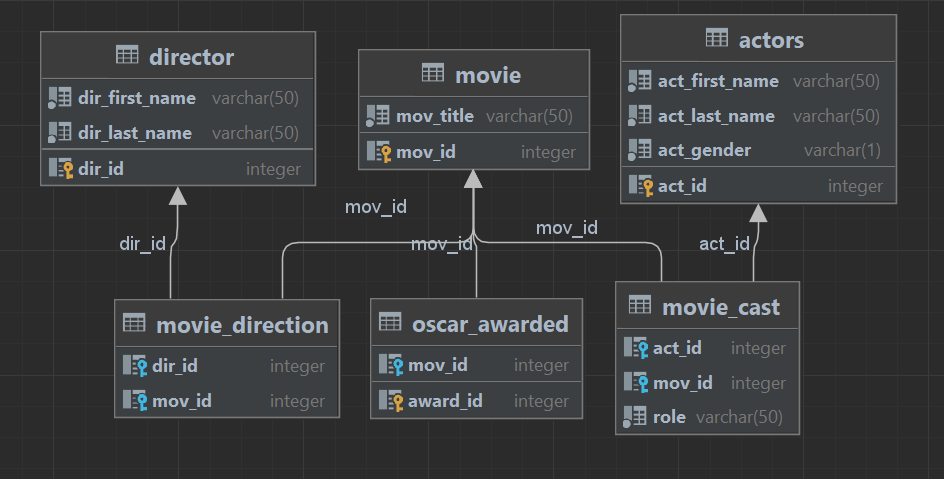 director
dir_first_name varchar(50)
dir_last_name varchar(50)
dir_id integer
movie
mov_title varchar(50)
mov_id integer
actors
act_first_name varchar(50)
act_last_name varchar(50)
act_gender varchar(1)
act_id integer
mov_id
dir_id
mov_id
mov_id
act_id
movie_direction
dir_id integer
mov_id integer
oscar_awarded
mov_id integer
award_id integer
movie_cast
act_id integer
mov_id integer
role varchar(50)